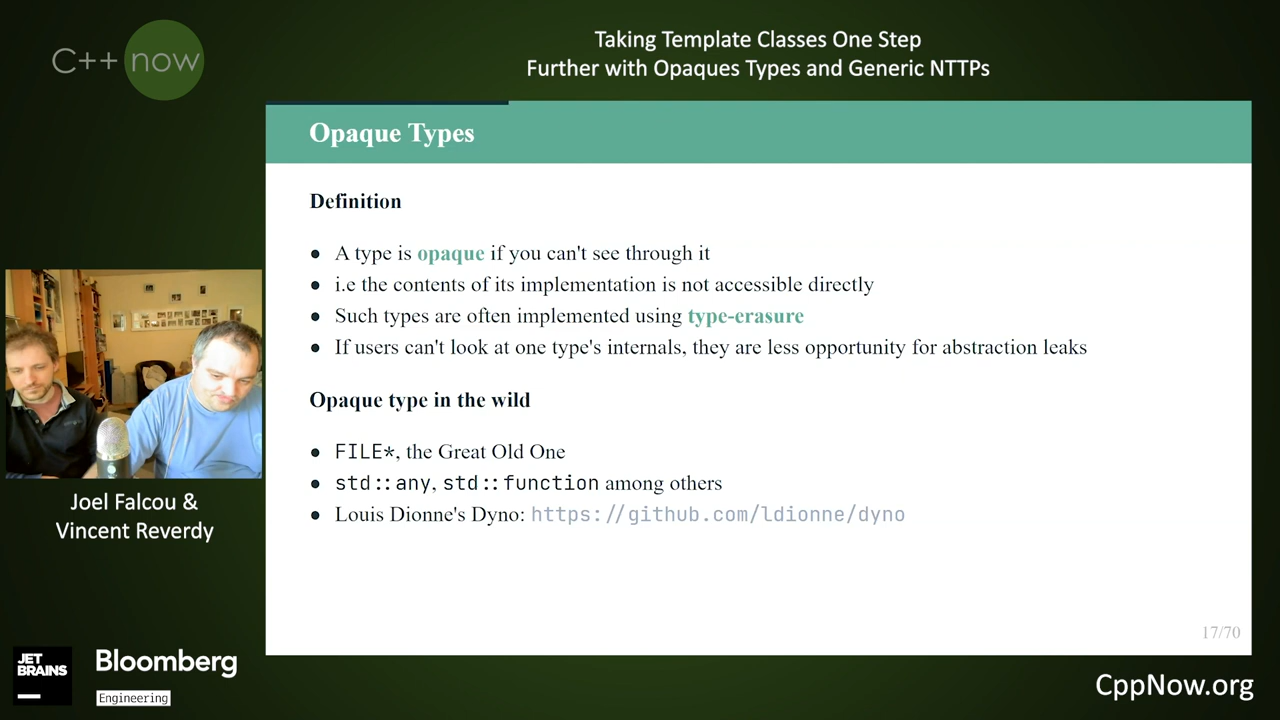 C++ now
Taking Template Classes One Step
Further with Opaques Types and Generic NTTPs
Opaque Types
Definition
● A type is opaque if you can't see through it
● i.e the contents of its implementation is not accessible directly
● Such types are often implemented using type-erasure
● If users can't look at one type's internals, they are less opportunity for abstraction leaks
Opaque type in the wild
● FILE*, the Great Old One
● std::any, std::function among others
● Louis Dionne's Dyno: https://github.com/ldionne/dyno
17/70
Joel Falcou &
Vincent Reverdy
JET
BRAINS
Bloomberg
Engineering
CppNow.org